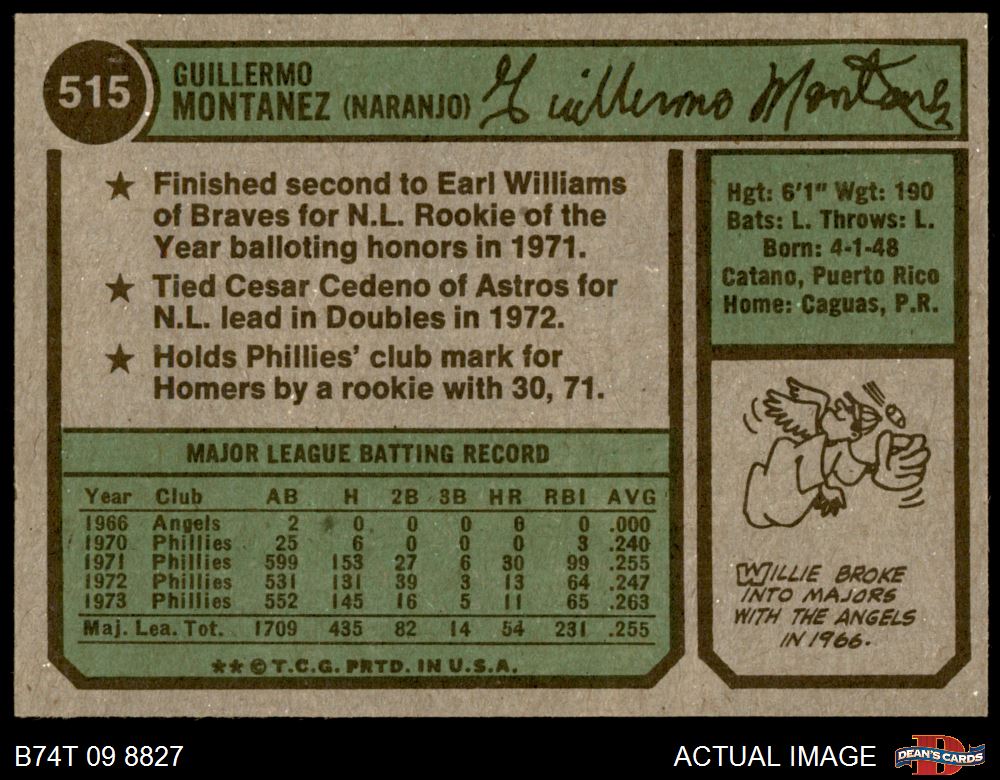 515
GUILLERMO
MONTANEZ (NARANJO)
Guillermo Montanez
★ Finished second to Earl Williams
of Braves for N.L. Rookie of the
Year balloting honors in 1971.
★ Tied Cesar Cedeno of Astros for
N.L. lead in Doubles in 1972.
★ Holds Phillies' club mark for
Homers by a rookie with 30, 71.
MAJOR LEAGUE BATTING RECORD
Year Club AB H 2B 3B HR RBI AVG
1966 Angels 2 0 0 0 0 0 .000
1970 Phillies 25 6 0 0 0 3 .240
1971 Phillies 599 153 27 6 30 99 .255
1972 Phillies 531 131 39 3 13 64 .247
1973 Phillies 552 145 16 5 11 65 .263
Maj. Lea. Tot. 1709 435 82 14 54 231 .255
★★©T.C.G. PRTD. IN U.S.A.
Hgt: 6'1" Wgt: 190
Bats: L. Throws: L.
Born: 4-1-48
Catano, Puerto Rico
Home: Caguas, P.R.
WILLIE BROKE
INTO MAJORS
WITH THE ANGELS
IN 1966.
B74T 09 8827
ACTUAL IMAGE
D
DEAN'S CARDS